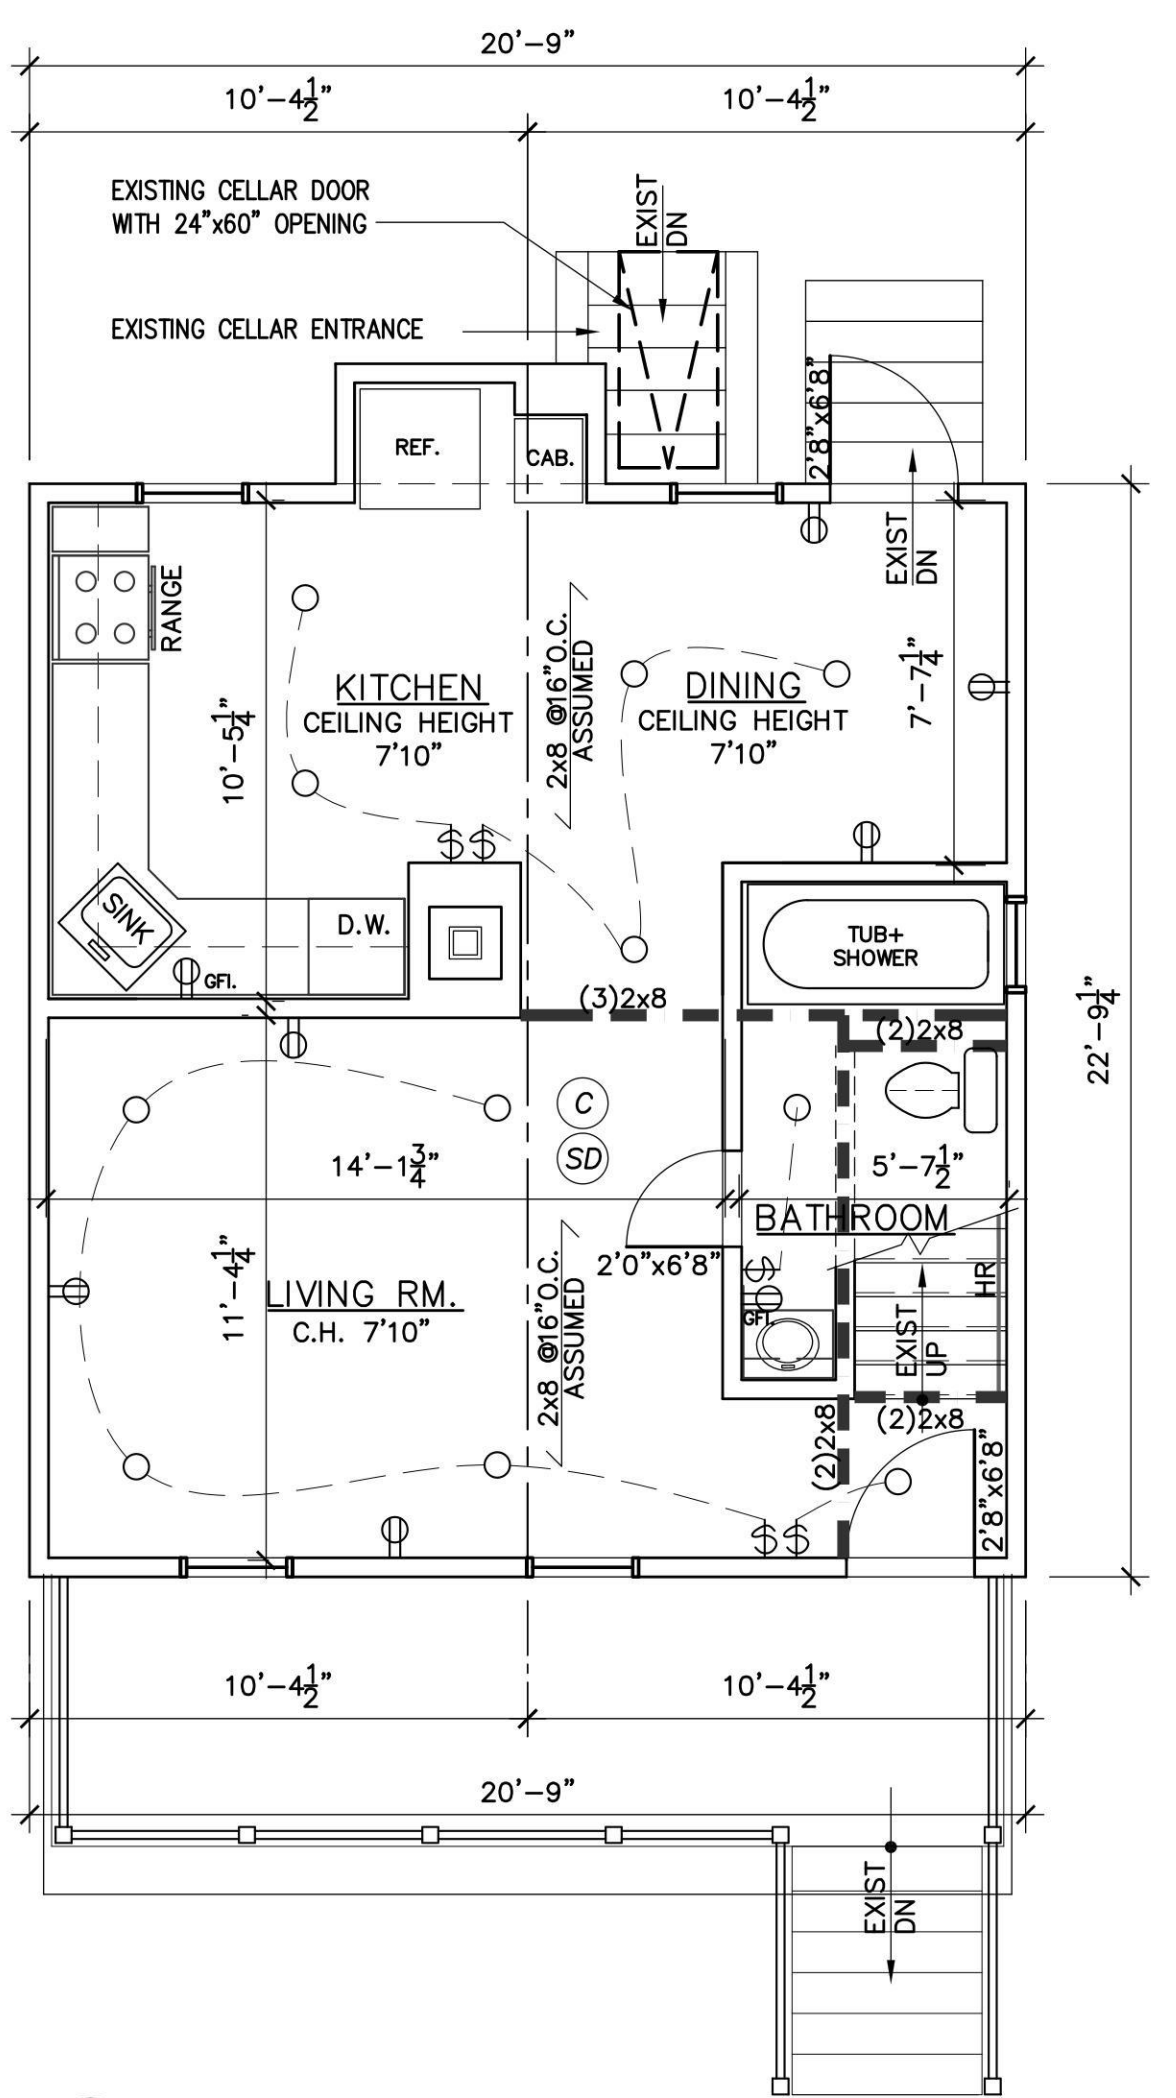 20'-9"
10'-4½"
10'-4½"
EXISTING CELLAR DOOR
WITH 24"x60" OPENING
EXIST
DN
EXISTING CELLAR ENTRANCE
2'8"x6'8"
REF.
CAB.
EXIST
DN
RANGE
2x8 @16"O.C.
ASSUMED
KITCHEN
CEILING HEIGHT
7'10"
DINING
CEILING HEIGHT
7'10"
7'-7¼"
10'-5¼"
$ $
SINK
D.W.
GFI.
TUB+
SHOWER
(3)2x8
(2)2x8
22'-9¼"
C
SD
14'-1¾"
5'-7½"
BATHROOM
2'0"x6'8"
$
GFI.
HR
EXIST
UP
11'-4¼"
LIVING RM.
C.H. 7'10"
2x8 @16"O.C.
ASSUMED
(2)2x8
(2)2x8
2'8"x6'8"
$ $
10'-4½"
10'-4½"
20'-9"
EXIST
DN